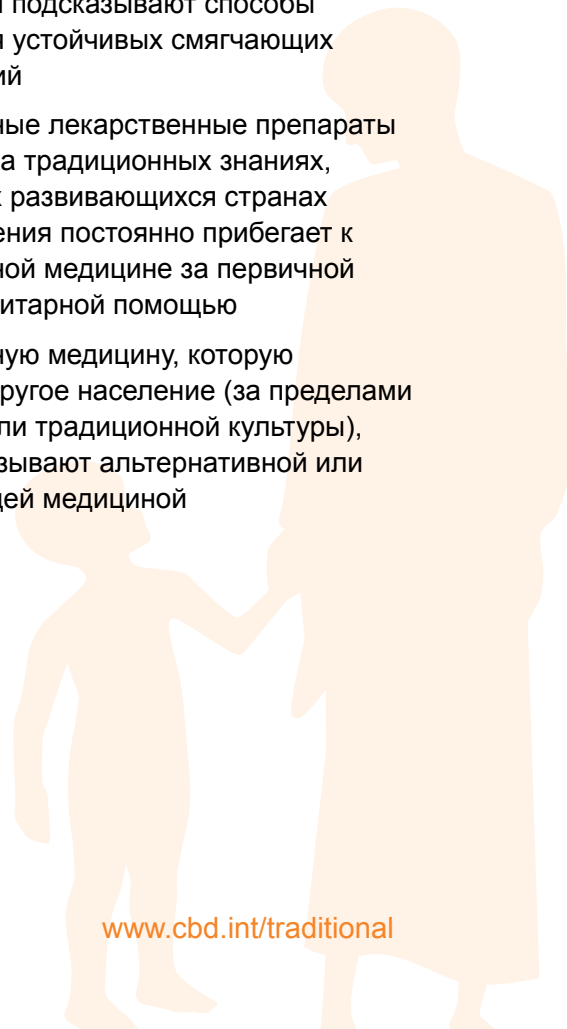 подсказывают способы
устойчивых смягчающих
ные лекарственные препараты
а традиционных знаниях,
х развивающихся странах
ения постоянно прибегает к
ной медицине за первичной
итарной помощью
ную медицину, которую
ругое население (за пределами
ли традиционной культуры),
зывают альтернативной или
ей медициной
www.cbd.int/traditional